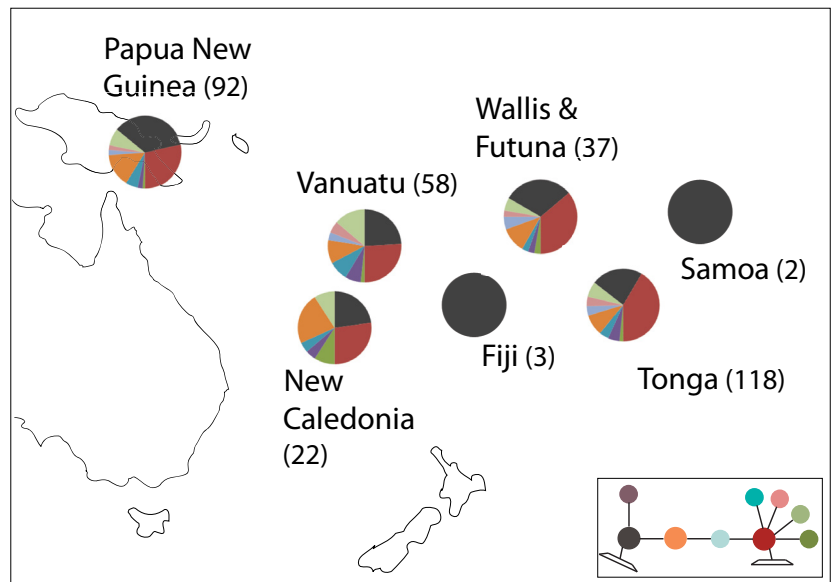 Papua New
Guinea (92)
Wallis &
Futuna (37)
Vanuatu (58)
Samoa (2)
Fiji (3)
Tonga (118)
New
Caledonia
(22)